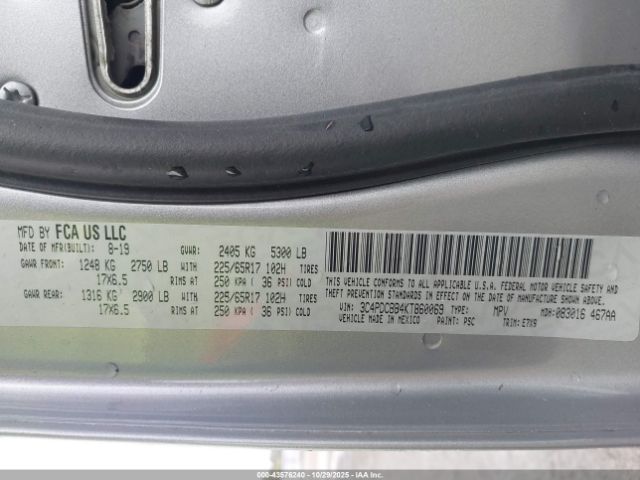 MFD BY FCA US LLC
DATE OF MFR(BUILT): 8-19 GVWR: 2405 KG 5300 LB
GAWR FRONT: 1248 KG 2750 LB WITH 225/65R17 102H TIRES
17X6.5 RIMS AT 250 KPA ( 36 PSI) COLD
GAWR REAR: 1316 KG 2900 LB WITH 225/65R17 102H TIRES
17X6.5 RIMS AT 250 KPA ( 36 PSI) COLD
THIS VEHICLE CONFORMS TO ALL APPLICABLE U.S.A. FEDERAL MOTOR VEHICLE SAFETY, BUMPER AND
THEFT PREVENTION STANDARDS IN EFFECT ON THE DATE OF MANUFACTURE SHOWN ABOVE.
VIN: 3C4PDCBB4KT860069 TYPE: MPV MDH: 083016 467AA
VEHICLE MADE IN MEXICO PAINT: PSC TRIM: E7X9
000-43576240 - 10/29/2025 - IAAI.COM